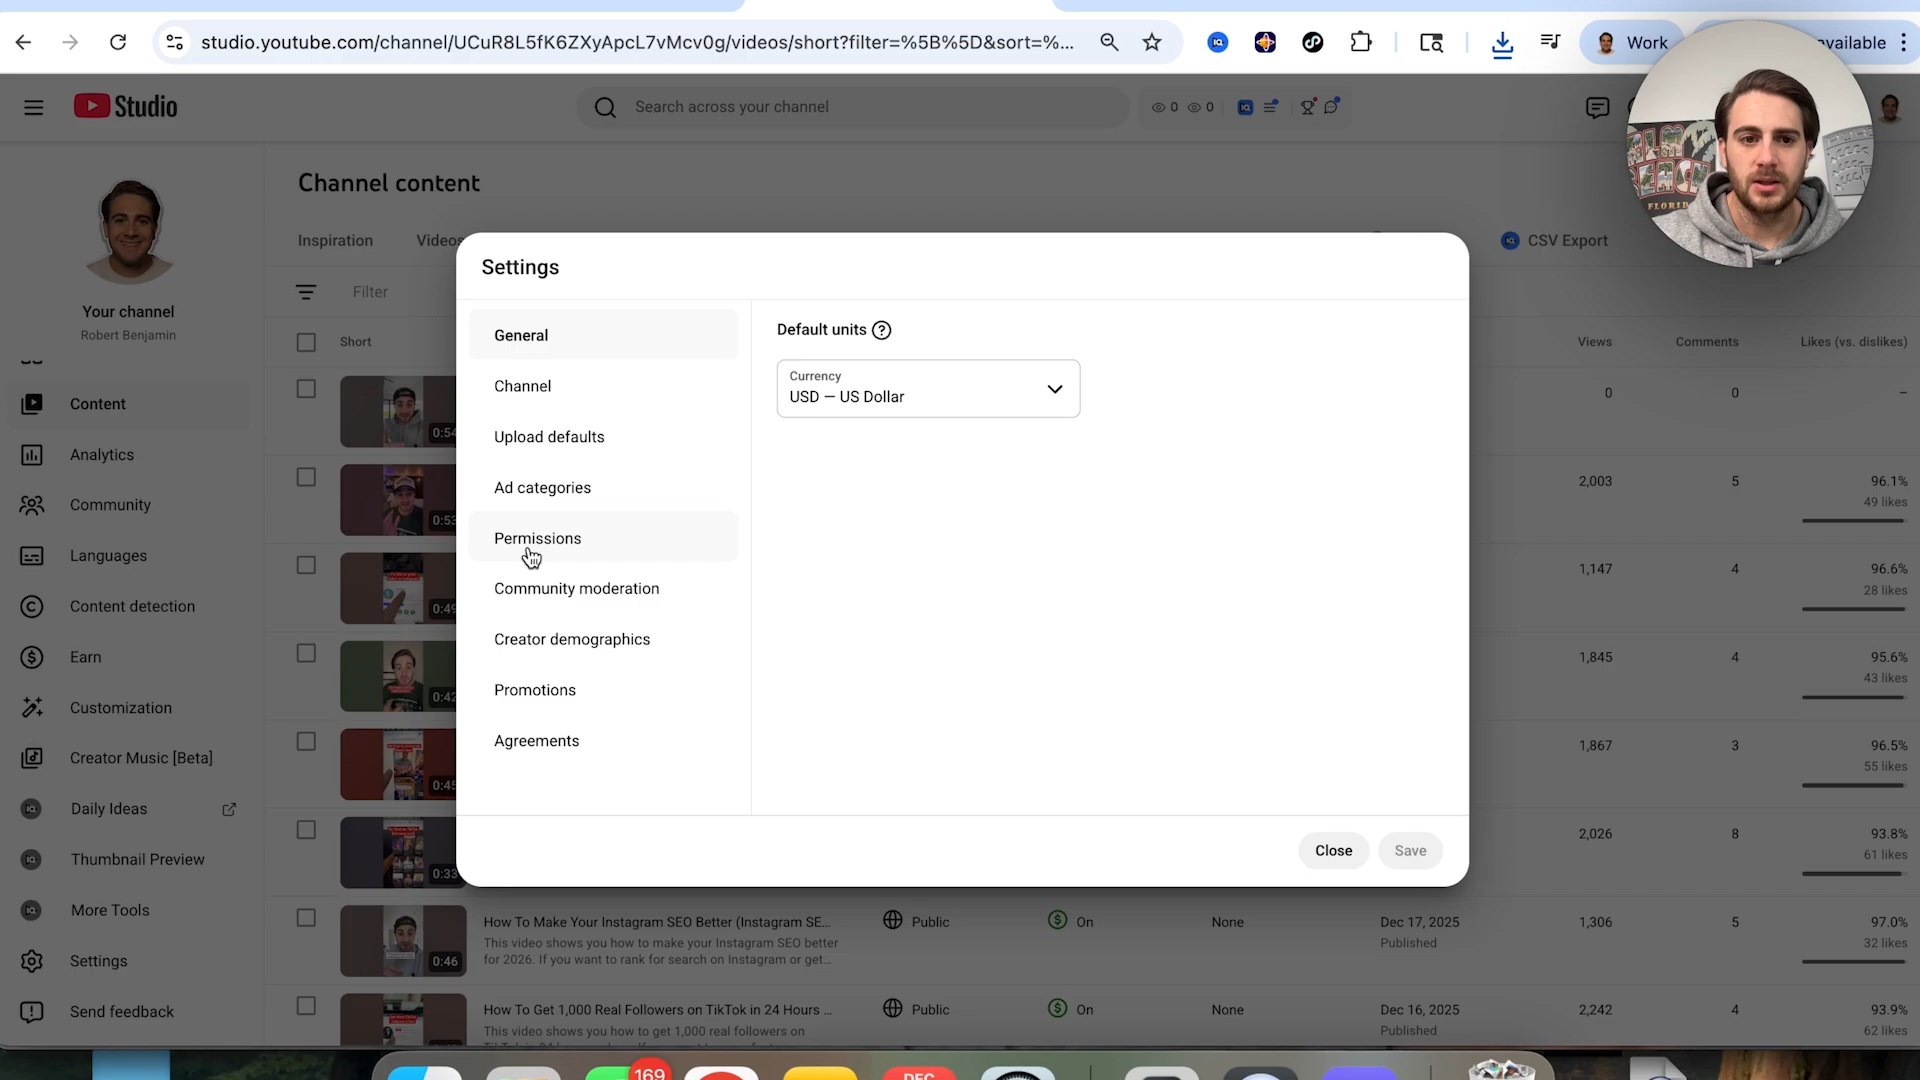 studio.youtube.com/channel/UCuR8L5fK6ZXyApcL7vMcv0g/videos/short?filter=%5B%5D&sort=%...
Work
available
Studio
Search across your channel
0
0
Channel content
Inspiration
Videos
CSV Export
Filter
Your channel
Robert Benjamin
Short
Views
Comments
Likes (vs. dislikes)
Settings
General
Channel
Upload defaults
Ad categories
Permissions
Community moderation
Creator demographics
Promotions
Agreements
Default units
Currency
USD — US Dollar
Close
Save
Content
Analytics
Community
Languages
Content detection
Earn
Customization
Creator Music [Beta]
Daily Ideas
Thumbnail Preview
More Tools
Settings
Send feedback
0:54
0
0
–
0:53
2,003
5
96.1%
49 likes
0:49
1,147
4
96.6%
28 likes
0:42
1,845
4
95.6%
43 likes
0:45
1,867
3
96.5%
55 likes
0:33
2,026
8
93.8%
61 likes
0:46
How To Make Your Instagram SEO Better (Instagram SE...
This video shows you how to make your Instagram SEO better
for 2026. If you want to rank for search on Instagram or get...
Public
On
None
Dec 17, 2025
Published
1,306
5
97.0%
32 likes
How To Get 1,000 Real Followers on TikTok in 24 Hours ...
This video shows you how to get 1,000 real followers on
Public
On
None
Dec 16, 2025
Published
2,242
4
93.9%
62 likes
FLORID
169
DEC